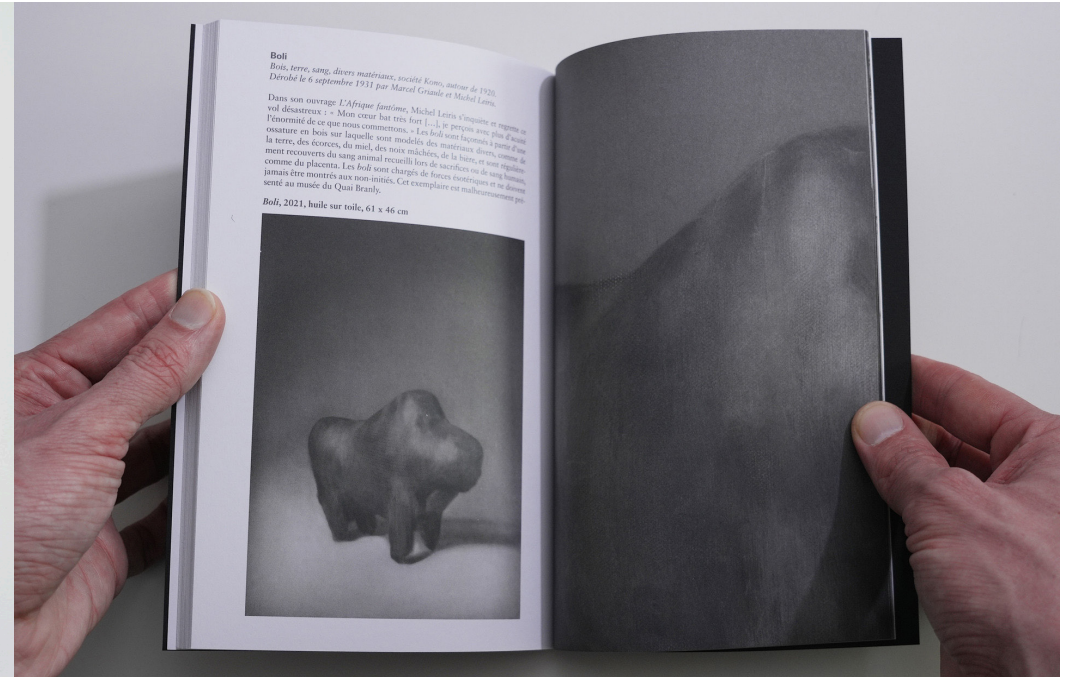 Boli
Bois, terre, sang, divers matériaux, société Kono, autour de 1920.
Dérobé le 6 septembre 1931 par Marcel Griaule et Michel Leiris.
Dans son ouvrage L'Afrique fantôme, Michel Leiris s'inquiète et regrette ce
vol désastreux : « Mon cœur bat très fort [...], je perçois avec plus d'acuité
l'énormité de ce que nous commettons. » Les boli sont façonnés à partir d'une
ossature en bois sur laquelle sont modelés des matériaux divers, comme de
la terre, des écorces, du miel, des noix mâchées, de la bière, et sont régulière-
ment recouverts du sang animal recueilli lors de sacrifices ou de sang humain,
comme du placenta. Les boli sont chargés de forces ésotériques et ne doivent
jamais être montrés aux non-initiés. Cet exemplaire est malheureusement pré-
senté au musée du Quai Branly.
Boli, 2021, huile sur toile, 61 x 46 cm